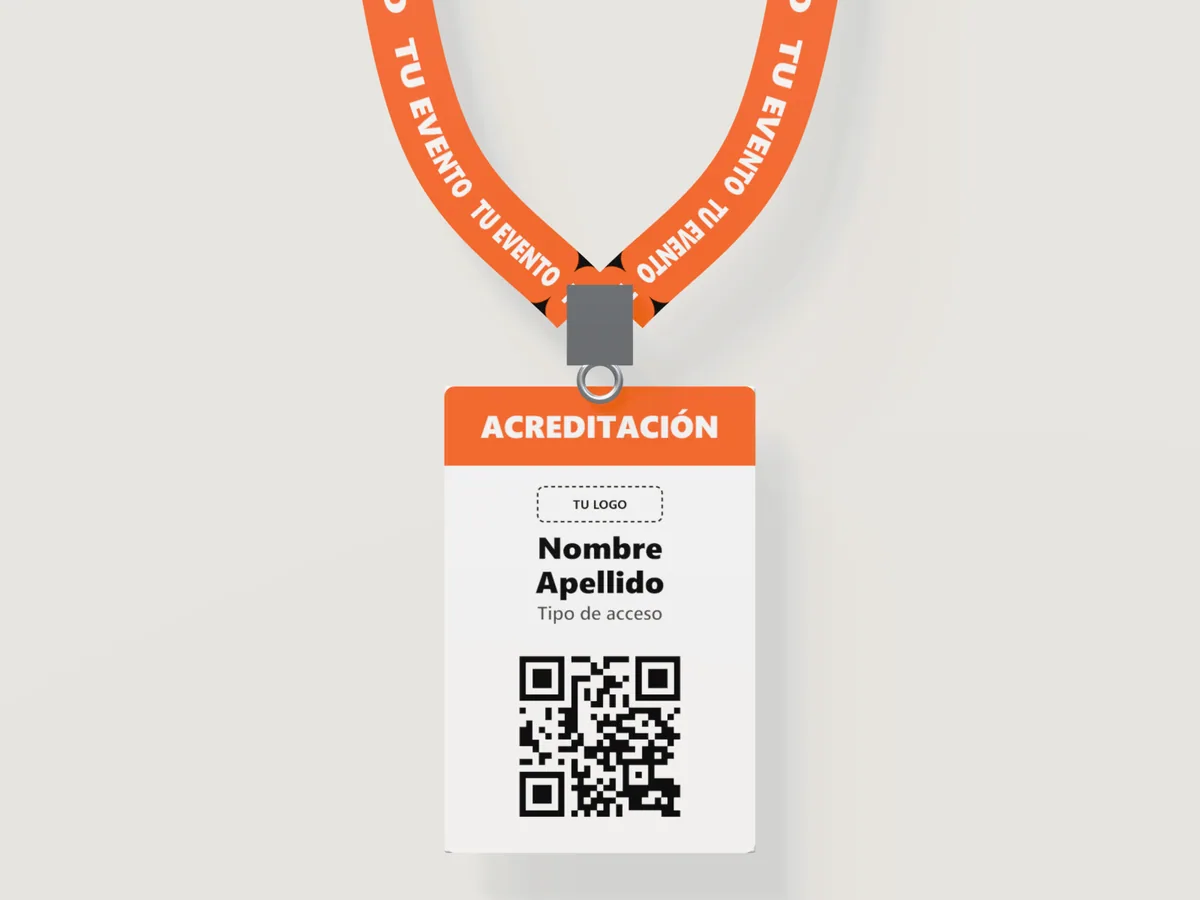 TU EVENTO TU EVENTO
TU EVENTO TU EVENTO
ACREDITACIÓN
TU LOGO
Nombre
Apellido
Tipo de acceso